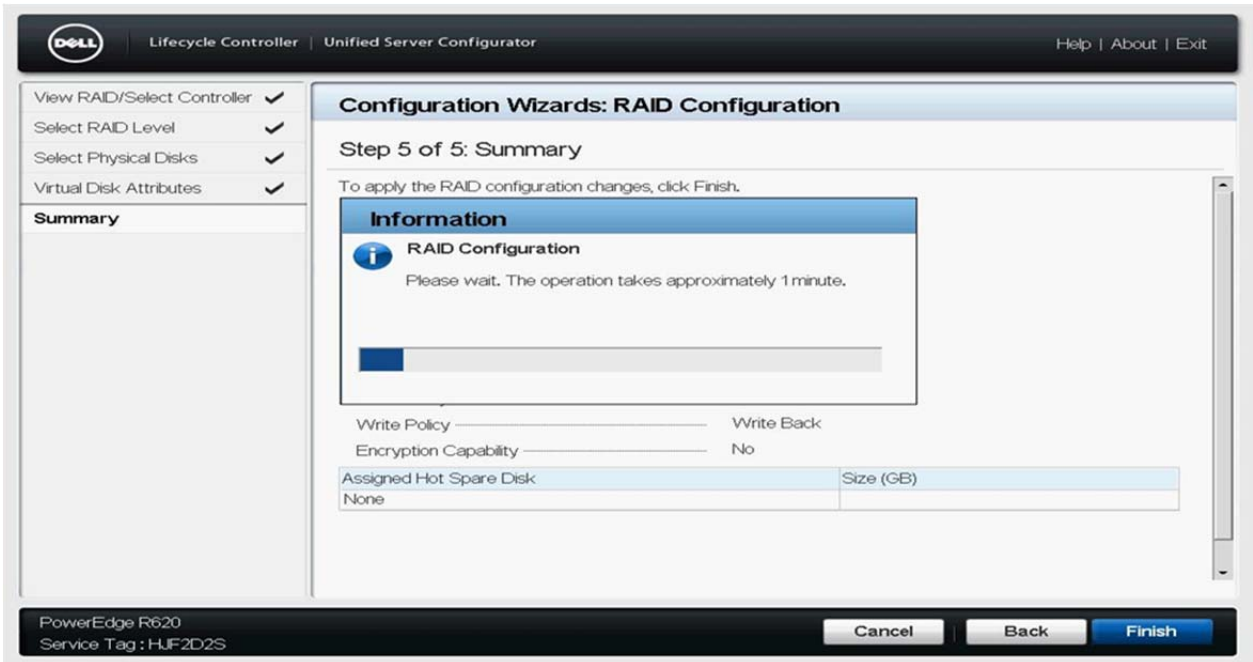 DELL
Lifecycle Controller | Unified Server Configurator
Help | About | Exit
View RAID/Select Controller
Select RAID Level
Select Physical Disks
Virtual Disk Attributes
Summary
Configuration Wizards: RAID Configuration
Step 5 of 5: Summary
To apply the RAID configuration changes, click Finish.
Information
RAID Configuration
Please wait. The operation takes approximately 1 minute.
Write Policy Write Back
Encryption Capability No
Assigned Hot Spare Disk Size (GB)
None
PowerEdge R620
Service Tag : HJF2D2S
Cancel | Back Finish